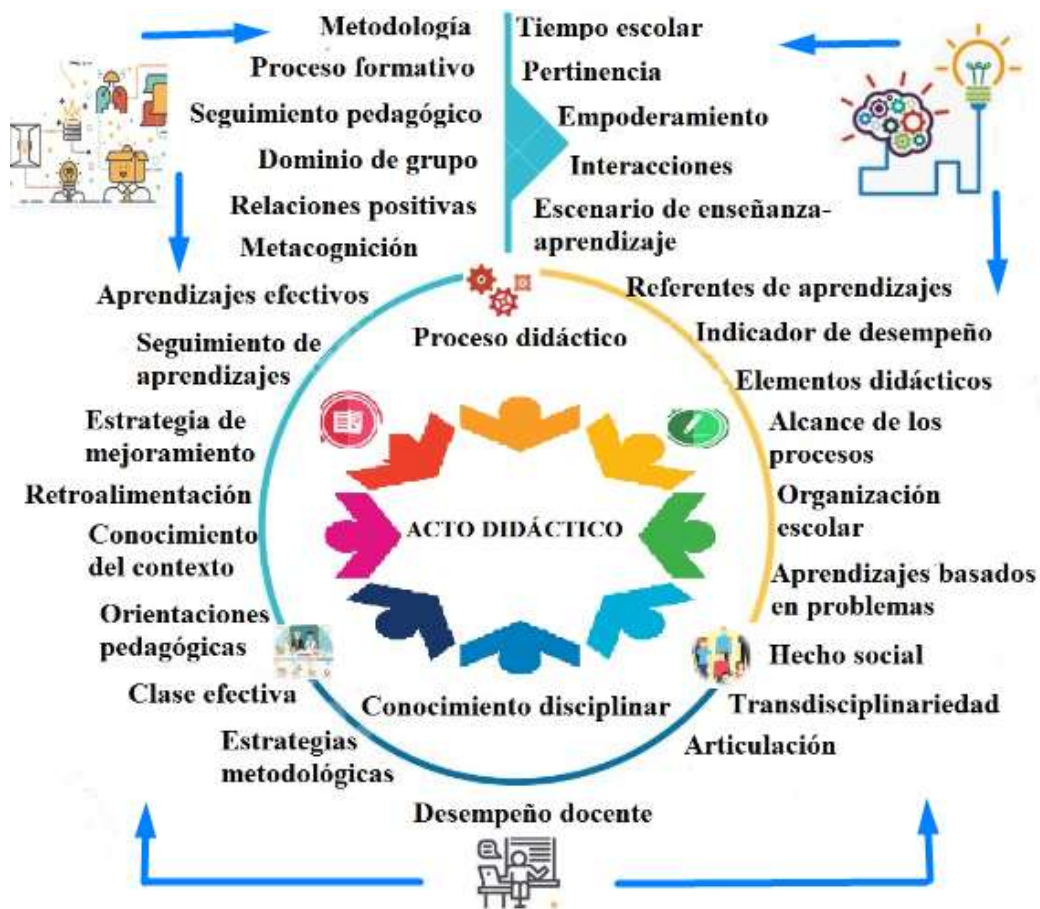 Metodología
Proceso formativo
Seguimiento pedagógico
Dominio de grupo
Relaciones positivas
Metacognición
Tiempo escolar
Pertinencia
Empoderamiento
Interacciones
Escenario de enseñanza-
aprendizaje
Aprendizajes efectivos
Seguimiento de
aprendizajes
Estrategia de
mejoramiento
Retroalimentación
Conocimiento
del contexto
Orientaciones
pedagógicas
Clase efectiva
Estrategias
metodológicas
Proceso didáctico
ACTO DIDÁCTICO
Conocimiento disciplinar
Referentes de aprendizajes
Indicador de desempeño
Elementos didácticos
Alcance de los
procesos
Organización
escolar
Aprendizajes basados
en problemas
Hecho social
Transdisciplinariedad
Articulación
Desempeño docente